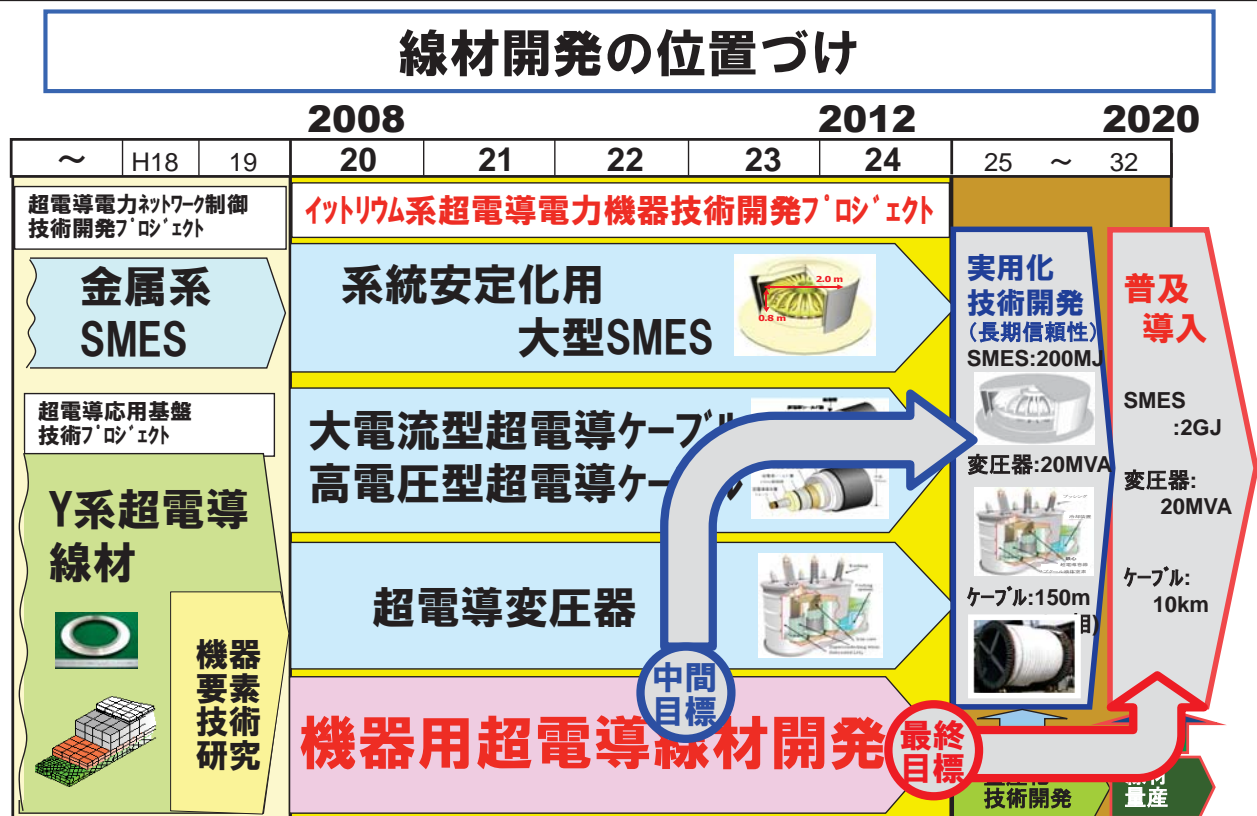 線材開発の位置づけ
2008
2012
2020
～ H18 19 20 21 22 23 24 25 ～ 32
超電導電力ﾈｯﾄﾜｰｸ制御
技術開発ﾌﾟﾛｼﾞｪｸﾄ
金属系
SMES
超電導応用基盤
技術ﾌﾟﾛｼﾞｪｸﾄ
Y系超電導
線材
機器
要素
技術
研究
ｲｯﾄﾘｳﾑ系超電導電力機器技術開発ﾌﾟﾛｼﾞｪｸﾄ
系統安定化用
大型SMES
2.0 m
0.8 m
大電流型超電導ｹｰﾌﾞﾙ
高電圧型超電導ｹｰ
超電導変圧器
中間
目標
機器用超電導線材開発
最終
目標
実用化
技術開発
(長期信頼性)
SMES:200MJ
変圧器:20MVA
ｹｰﾌﾞﾙ:150m
技術開発
普及
導入
SMES
:2GJ
変圧器:
20MVA
ｹｰﾌﾞﾙ:
10km
量産